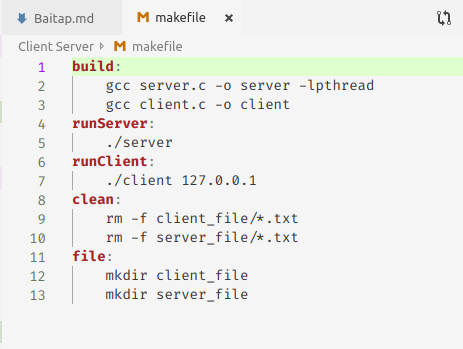 Baitap.md
M makefile ×
Client Server
M makefile
1 build:
2 gcc server.c -o server -lpthread
3 gcc client.c -o client
4 runServer:
5 ./server
6 runClient:
7 ./client 127.0.0.1
8 clean:
9 rm -f client_file/*.txt
10 rm -f server_file/*.txt
11 file:
12 mkdir client_file
13 mkdir server_file